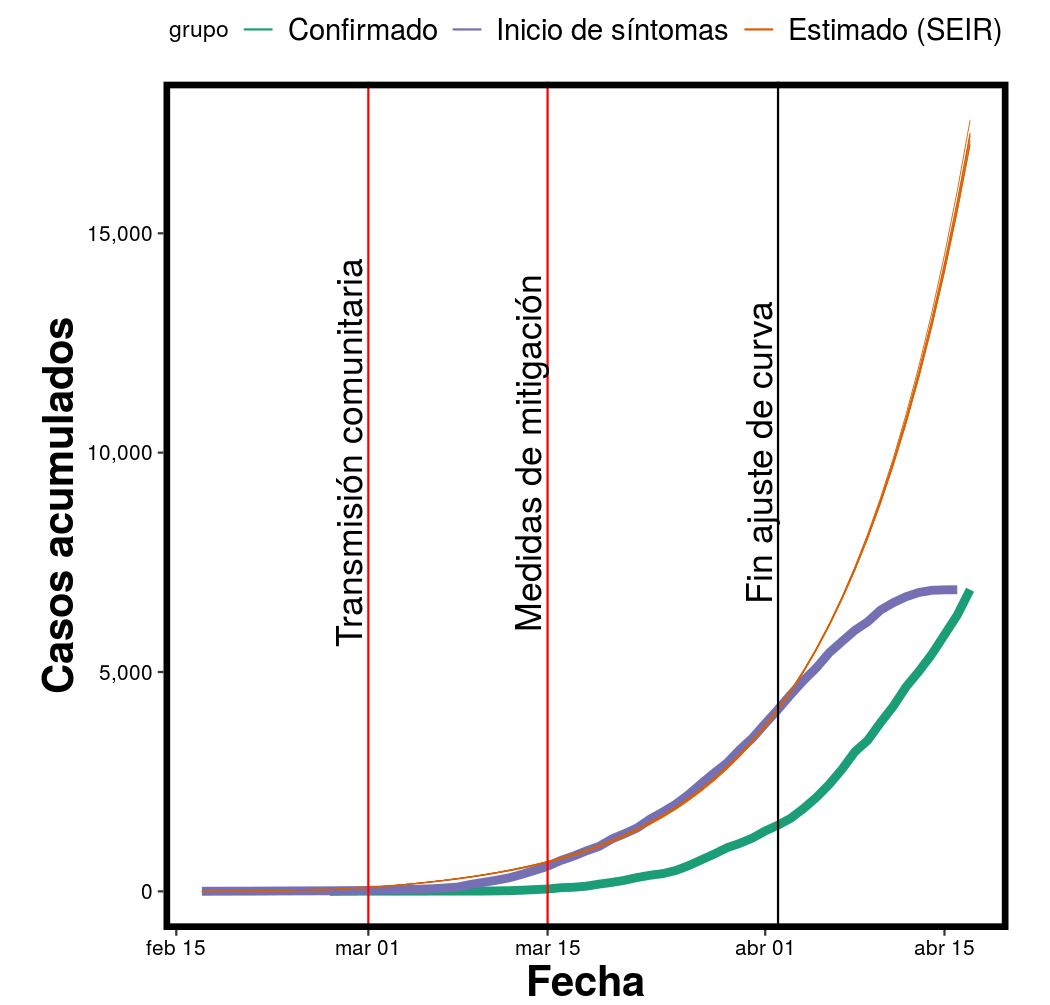 grupo Confirmado Inicio de síntomas Estimado (SEIR)
Casos acumulados
15,000
10,000
5,000
0
Transmisión comunitaria
Medidas de mitigación
Fin ajuste de curva
feb 15 mar 01 mar 15 abr 01 abr 15
Fecha